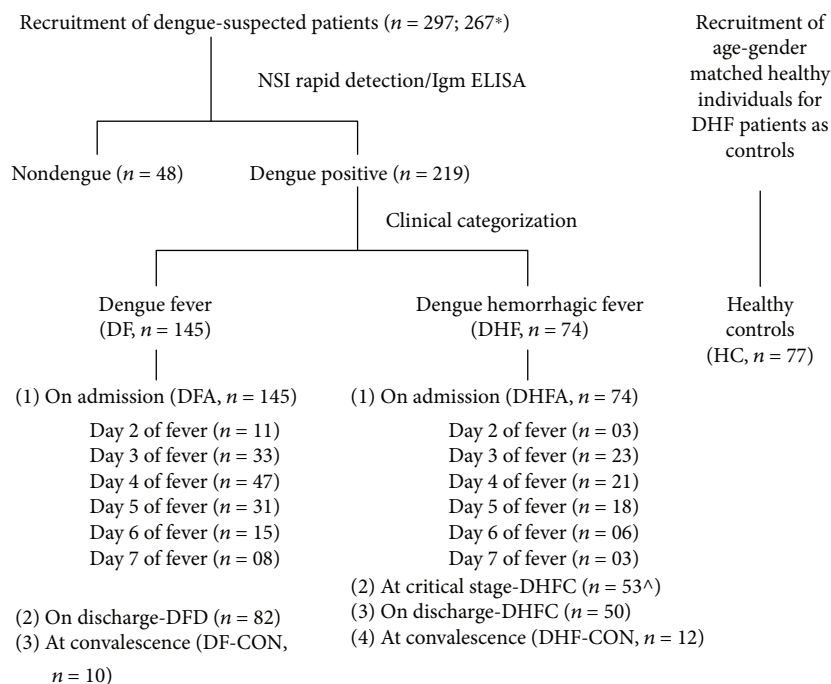 Recruitment of dengue-suspected patients (n = 297; 267*)
NSI rapid detection/Igm ELISA
Nondengue (n = 48)
Dengue positive (n = 219)
Clinical categorization
Dengue fever
(DF, n = 145)
(1) On admission (DFA, n = 145)
Day 2 of fever (n = 11)
Day 3 of fever (n = 33)
Day 4 of fever (n = 47)
Day 5 of fever (n = 31)
Day 6 of fever (n = 15)
Day 7 of fever (n = 08)
(2) On discharge-DFD (n = 82)
(3) At convalescence (DF-CON,
n = 10)
Dengue hemorrhagic fever
(DHF, n = 74)
(1) On admission (DHFA, n = 74)
Day 2 of fever (n = 03)
Day 3 of fever (n = 23)
Day 4 of fever (n = 21)
Day 5 of fever (n = 18)
Day 6 of fever (n = 06)
Day 7 of fever (n = 03)
(2) At critical stage-DHFC (n = 53^)
(3) On discharge-DHFC (n = 50)
(4) At convalescence (DHF-CON, n = 12)
Recruitment of
age-gender
matched healthy
individuals for
DHF patients as
controls
Healthy
controls
(HC, n = 77)